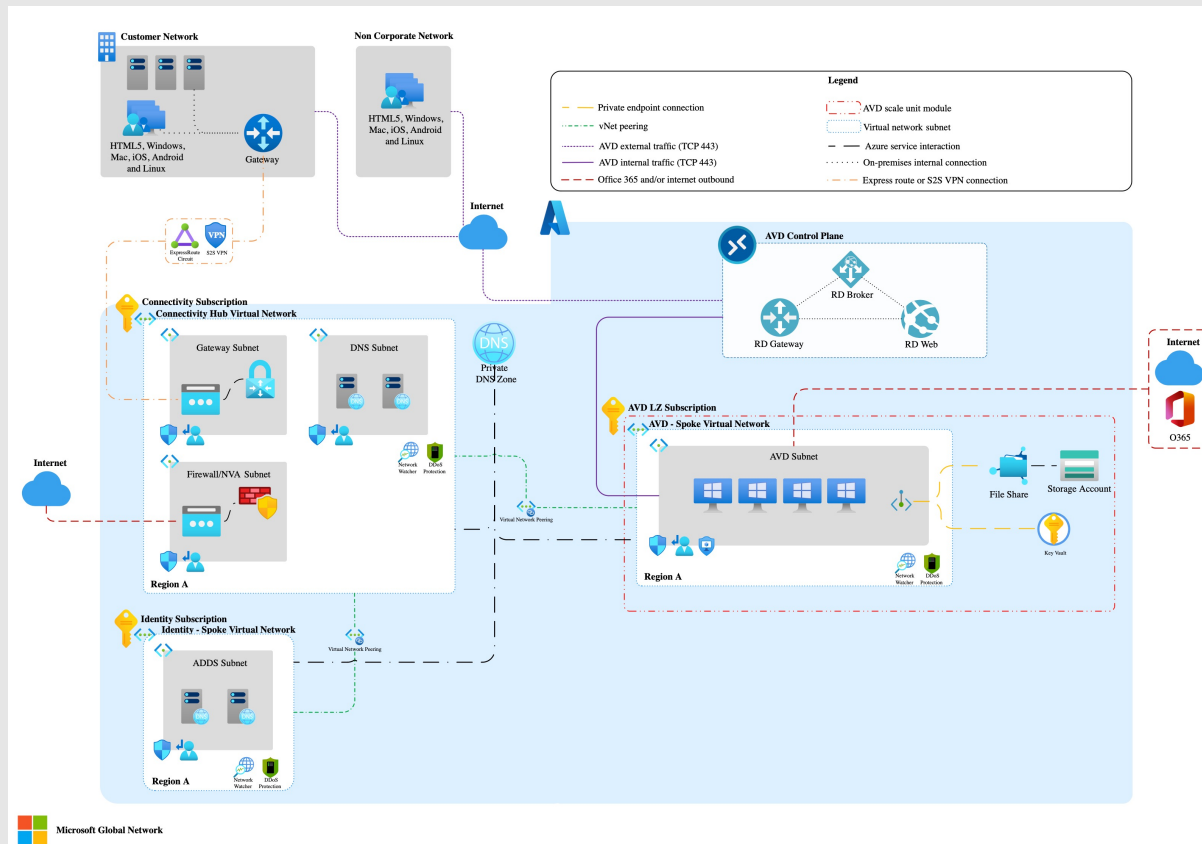 Customer Network
HTML5, Windows,
Mac, iOS, Android
and Linux
Gateway
Non Corporate Network
HTML5, Windows,
Mac, iOS, Android
and Linux
Legend
Private endpoint connection
vNet peering
AVD external traffic (TCP 443)
AVD internal traffic (TCP 443)
Office 365 and/or internet outbound
AVD scale unit module
Virtual network subnet
Azure service interaction
On-premises internal connection
Express route or S2S VPN connection
Internet
VPN
ExpressRoute
Circuit
S2S VPN
AVD Control Plane
RD Broker
RD Gateway
RD Web
Connectivity Subscription
Connectivity Hub Virtual Network
Gateway Subnet
DNS Subnet
DNS
DNS
Network
Watcher
DDoS
Protection
Firewall/NVA Subnet
Region A
Internet
DNS
Private
DNS Zone
Virtual Network Peering
Internet
O365
AVD LZ Subscription
AVD - Spoke Virtual Network
AVD Subnet
File Share
Storage Account
Key Vault
Network
Watcher
DDoS
Protection
Region A
Identity Subscription
Identity - Spoke Virtual Network
Virtual Network Peering
ADDS Subnet
DNS
DNS
Region A
Network
Watcher
DDoS
Protection
Microsoft Global Network